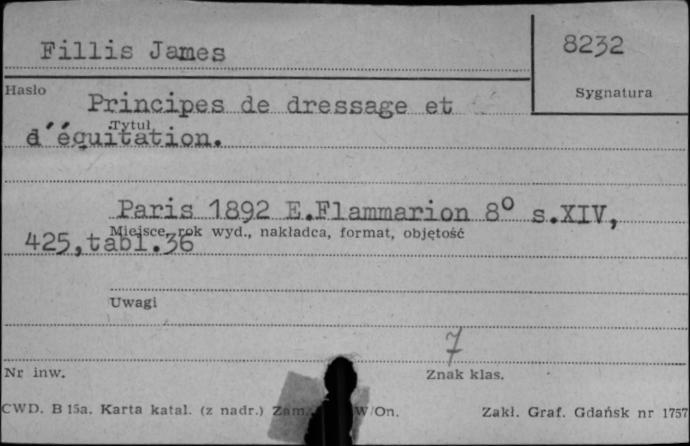 Fillis James
8232
Hasło
Sygnatura
Principes de dressage et
Tytuł
d'équitation.
Paris 1892 E.Flammarion 8º s.XIV,
Miejsce, rok wyd., nakładca, format, objętość
425,tabl.36
Uwagi
7
Nr inw.
Znak klas.
CWD. B 15a. Karta katal. (z nadr.) Zam. W/On.
Zakł. Graf. Gdańsk nr 1757